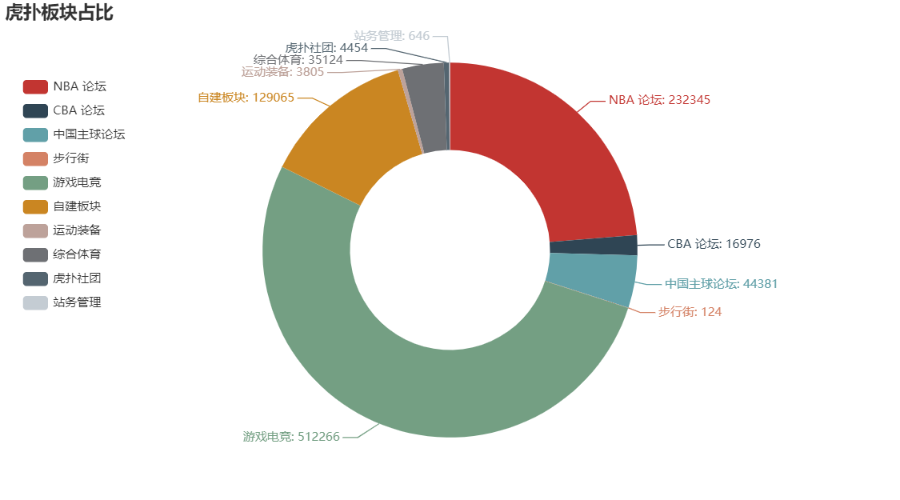 虎扑板块占比
NBA 论坛
CBA 论坛
中国主球论坛
步行街
游戏电竞
自建板块
运动装备
综合体育
虎扑社团
站务管理
站务管理: 646
虎扑社团: 4454
综合体育: 35124
运动装备: 3805
自建板块: 129065
NBA 论坛: 232345
CBA 论坛: 16976
中国主球论坛: 44381
步行街: 124
游戏电竞: 512266